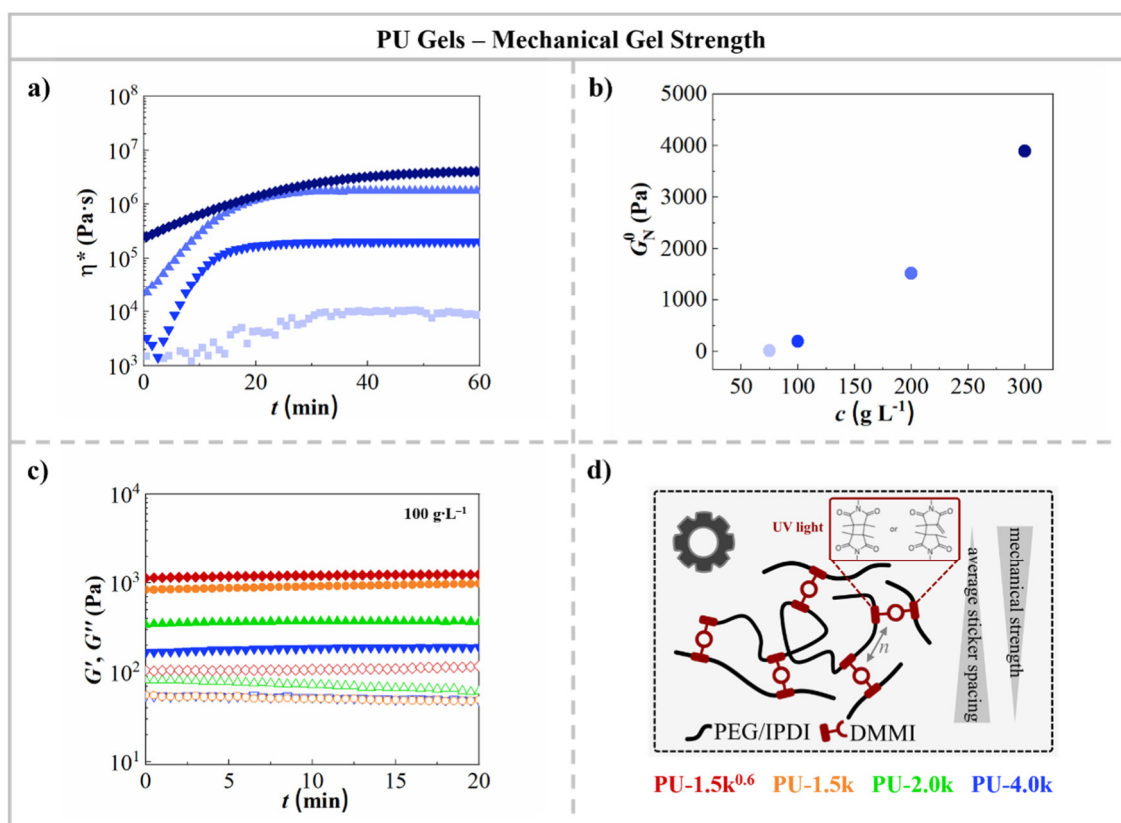 PU Gels – Mechanical Gel Strength
a)
10⁸
10⁷
10⁶
10⁵
10⁴
10³
η* (Pa·s)
0 20 40 60
t (min)
b)
5000
4000
3000
2000
1000
0
G⁰N (Pa)
50 100 150 200 250 300
c (g L⁻¹)
c)
100 g·L⁻¹
10⁴
10³
10²
10¹
G′, G″ (Pa)
0 5 10 15 20
t (min)
d)
UV light
O O O O
N N
or
O O O O
N N
average sticker spacing
mechanical strength
n
PEG/IPDI DMMI
PU-1.5k⁰·⁶ PU-1.5k PU-2.0k PU-4.0k